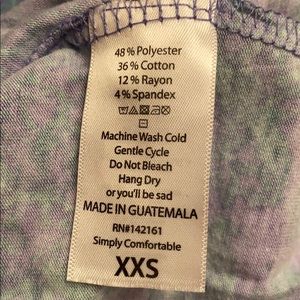 48% Polyester
36% Cotton
12% Rayon
4% Spandex
Machine Wash Cold
Gentle Cycle
Do Not Bleach
Hang Dry
or you'll be sad
MADE IN GUATEMALA
RN#142161
Simply Comfortable
XXS